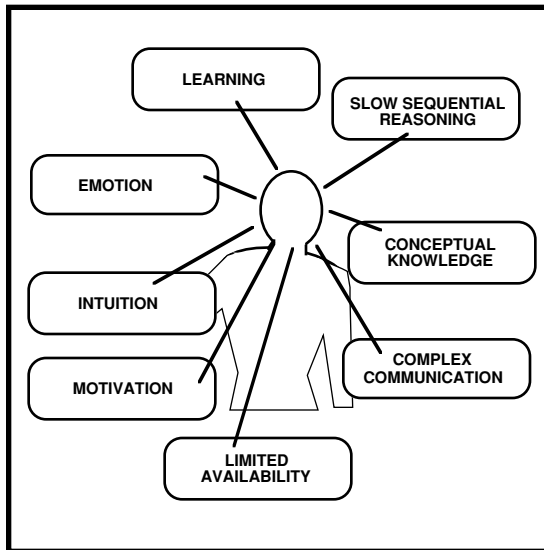 LEARNING
SLOW SEQUENTIAL
REASONING
EMOTION
CONCEPTUAL
KNOWLEDGE
INTUITION
MOTIVATION
COMPLEX
COMMUNICATION
LIMITED
AVAILABILITY